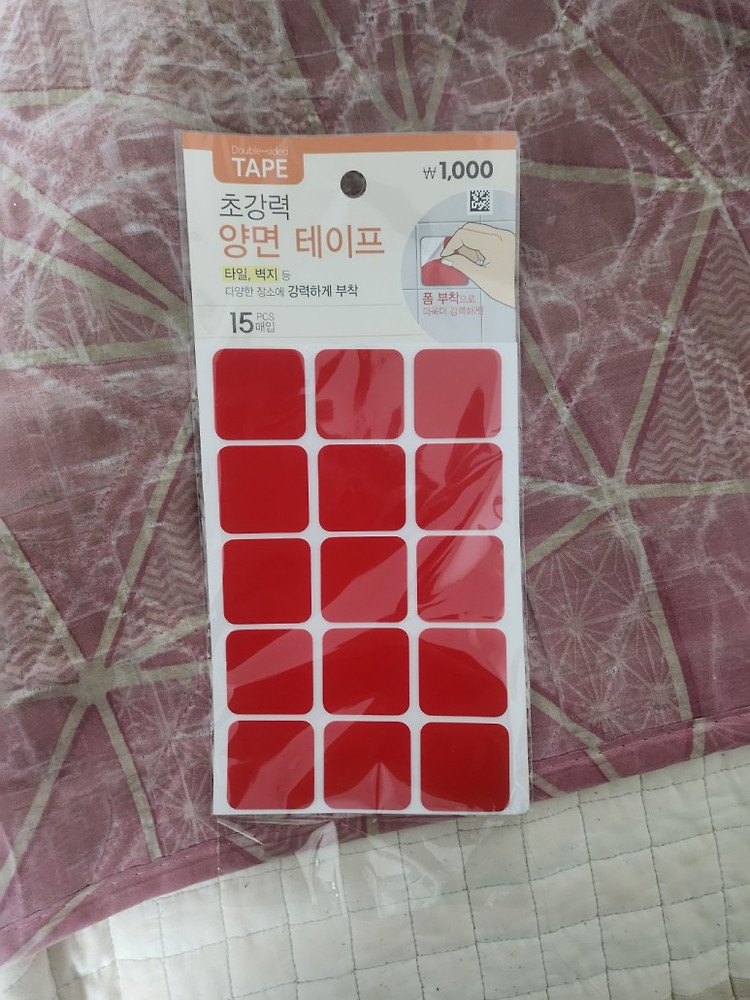 Double-sided
TAPE
₩1,000
초강력
양면 테이프
타일, 벽지 등
다양한 장소에 강력하게 부착
폼 부착으로
더욱더 강력하게!
15 PCS
매입